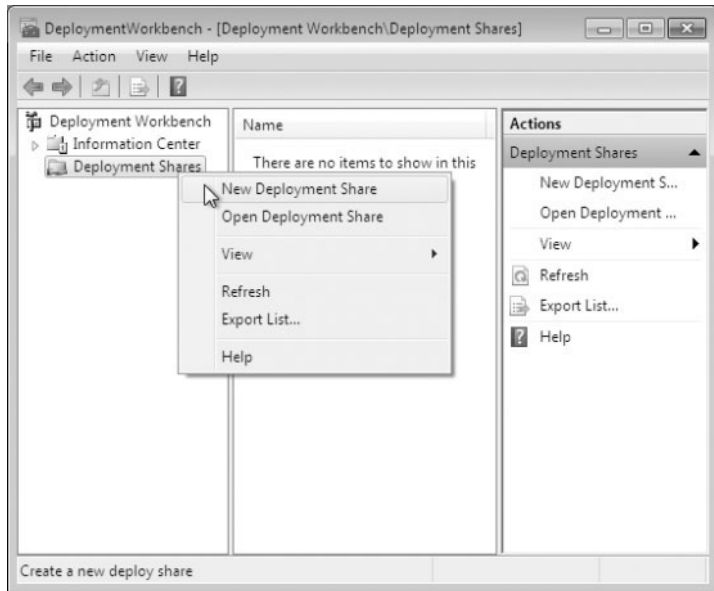 DeploymentWorkbench - [Deployment Workbench\Deployment Shares]
File Action View Help
Deployment Workbench
Information Center
Deployment Shares
Name
There are no items to show in this
New Deployment Share
Open Deployment Share
View
Refresh
Export List...
Help
Actions
Deployment Shares
New Deployment S...
Open Deployment ...
View
Refresh
Export List...
Help
Create a new deploy share